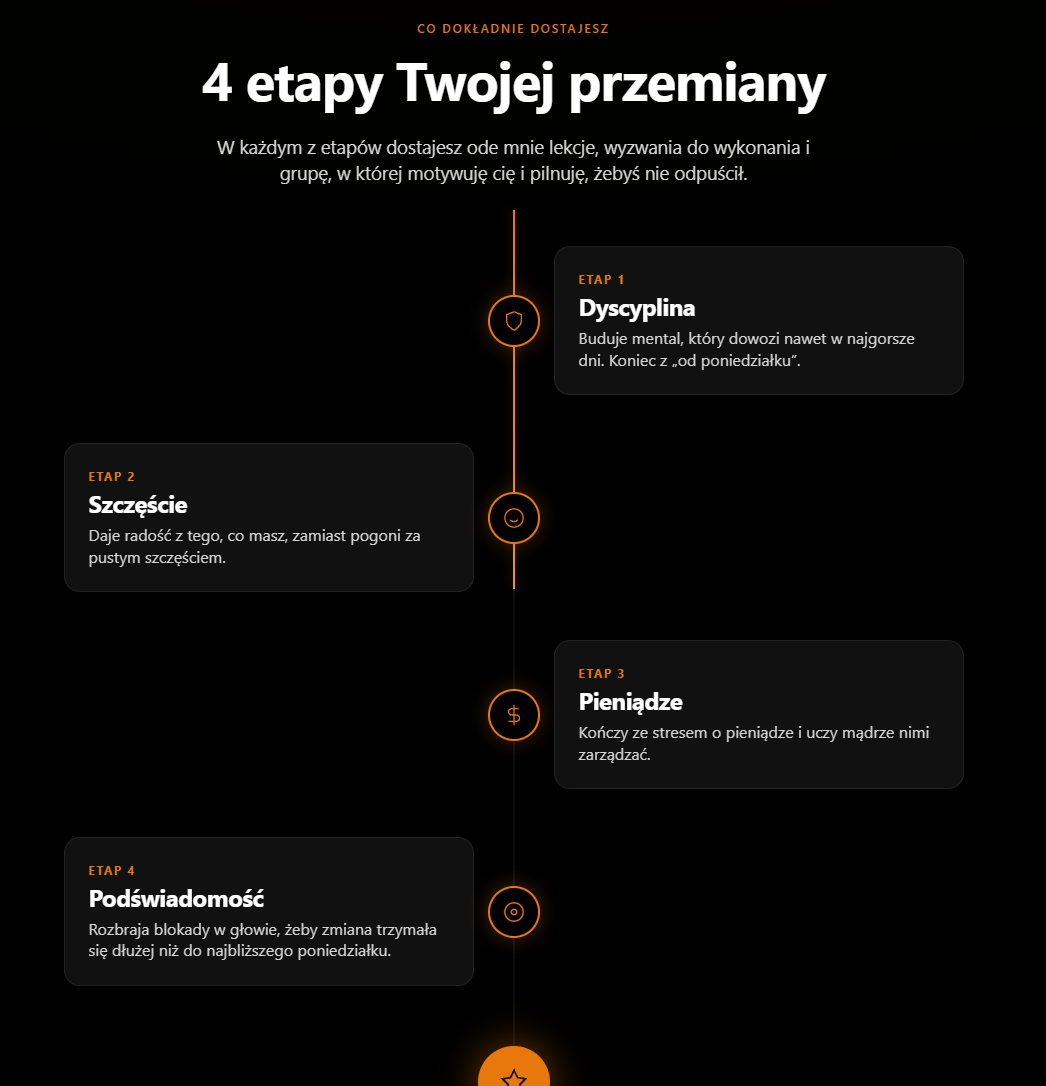 CO DOKŁADNIE DOSTAJESZ
4 etapy Twojej przemiany
W każdym z etapów dostajesz ode mnie lekcje, wyzwania do wykonania i
grupę, w której motywuję cię i pilnuję, żebyś nie odpuścił.
ETAP 1
Dyscyplina
Buduje mental, który dowozi nawet w najgorsze
dni. Koniec z „od poniedziałku”.
ETAP 2
Szczęście
Daje radość z tego, co masz, zamiast pogoni za
pustym szczęściem.
ETAP 3
Pieniądze
Kończy ze stresem o pieniądze i uczy mądrze nimi
zarządzać.
ETAP 4
Podświadomość
Rozbraja blokady w głowie, żeby zmiana trzymała
się dłużej niż do najbliższego poniedziałku.